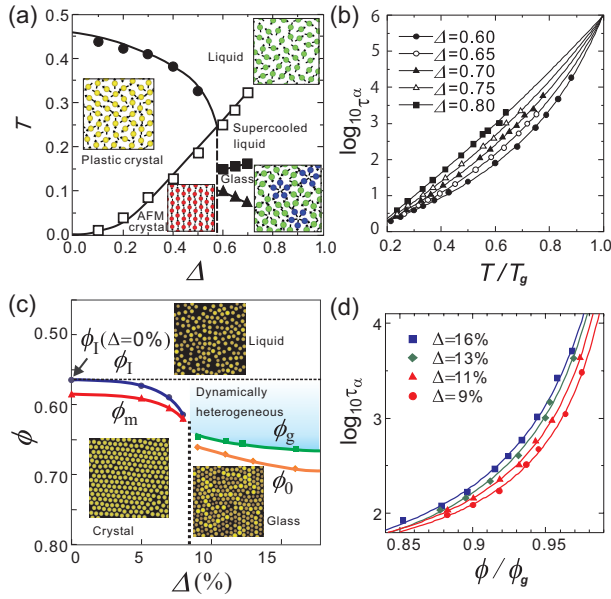 (a)
0.5
0.4
0.3
0.2
0.1
0.0
T
Liquid
Plastic crystal
Supercooled
liquid
Glass
AFM
crystal
0.0 0.2 0.4 0.6 0.8 1.0
Δ
(b)
6
5
4
3
2
1
0
log₁₀τα
Δ=0.60
Δ=0.65
Δ=0.70
Δ=0.75
Δ=0.80
0.2 0.4 0.6 0.8 1.0
T/Tg
(c)
0.50
0.60
0.70
0.80
ϕ
ϕI(Δ=0%)
ϕI
ϕm
Liquid
Dynamically
heterogeneous
ϕg
ϕ0
Crystal
Glass
0 5 10 15
Δ(%)
(d)
4
3
2
log₁₀τα
Δ=16%
Δ=13%
Δ=11%
Δ=9%
0.85 0.90 0.95
ϕ/ϕg